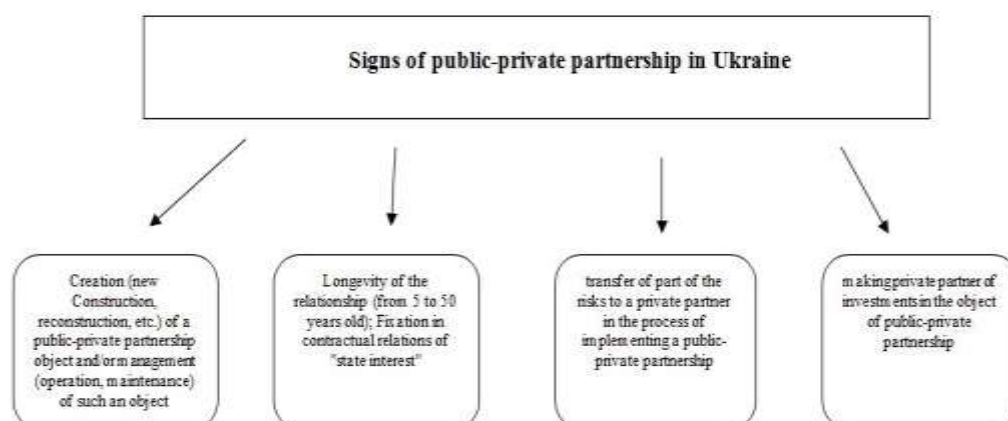 Signs of public-private partnership in Ukraine
Creation (new
Construction,
reconstruction, etc.) of a
public-private partnership
object and/or management
(operation, maintenance)
of such an object
Longevity of the
relationship (from 5 to 50
years old); Fixation in
contractual relations of
"state interest"
transfer of part of the
risks to a private partner
in the process of
implementing a public-
private partnership
making private partner of
investments in the object
of public-private
partnership